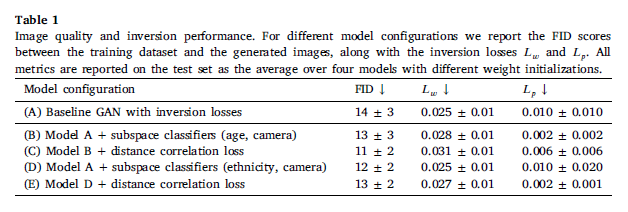 Table 1
Image quality and inversion performance. For different model configurations we report the FID scores
between the training dataset and the generated images, along with the inversion losses L_w and L_p. All
metrics are reported on the test set as the average over four models with different weight initializations.
Model configuration FID ↓ L_w ↓ L_p ↓
(A) Baseline GAN with inversion losses 14 ± 3 0.025 ± 0.01 0.010 ± 0.010
(B) Model A + subspace classifiers (age, camera) 13 ± 3 0.028 ± 0.01 0.002 ± 0.002
(C) Model B + distance correlation loss 11 ± 2 0.031 ± 0.01 0.006 ± 0.006
(D) Model A + subspace classifiers (ethnicity, camera) 12 ± 2 0.025 ± 0.01 0.010 ± 0.020
(E) Model D + distance correlation loss 13 ± 2 0.027 ± 0.01 0.002 ± 0.001